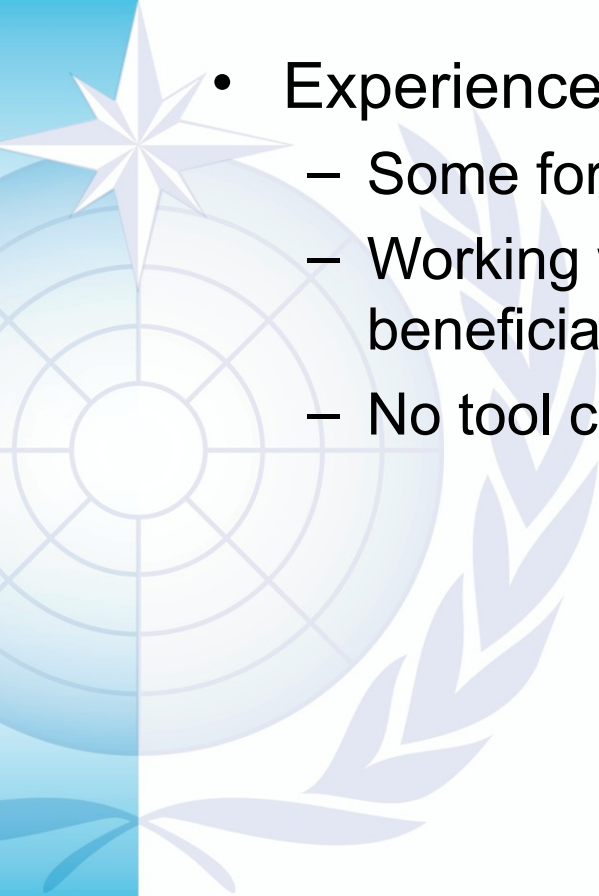 • Experience
– Some for
– Working
beneficia
– No tool c